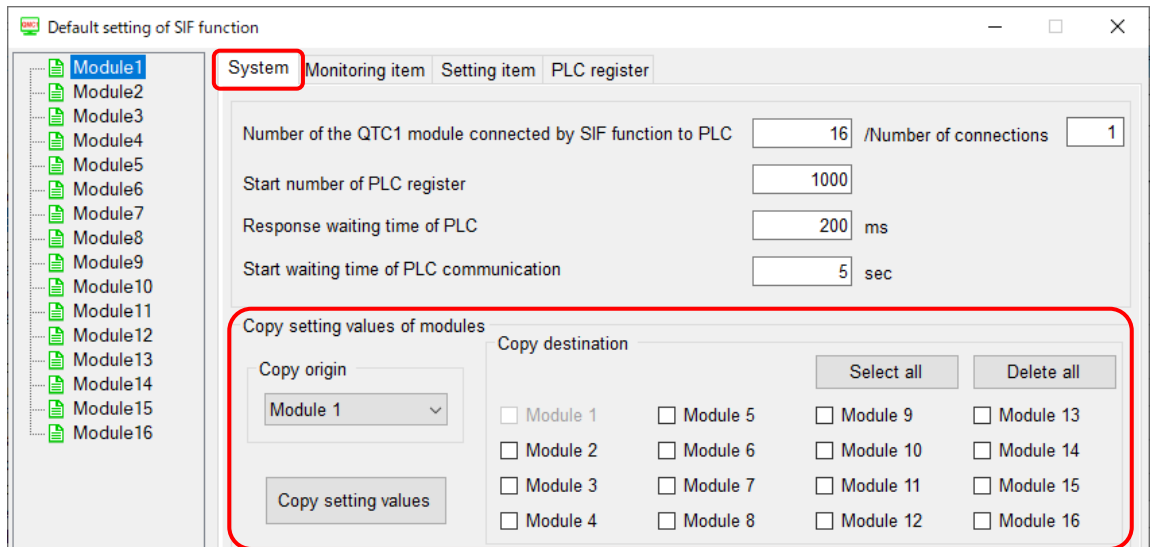 QMC1 Default setting of SIF function
Module1
Module2
Module3
Module4
Module5
Module6
Module7
Module8
Module9
Module10
Module11
Module12
Module13
Module14
Module15
Module16
System Monitoring item Setting item PLC register
Number of the QTC1 module connected by SIF function to PLC 16 /Number of connections 1
Start number of PLC register 1000
Response waiting time of PLC 200 ms
Start waiting time of PLC communication 5 sec
Copy setting values of modules
Copy origin
Module 1
Copy setting values
Copy destination
Select all Delete all
Module 1 Module 5 Module 9 Module 13
Module 2 Module 6 Module 10 Module 14
Module 3 Module 7 Module 11 Module 15
Module 4 Module 8 Module 12 Module 16